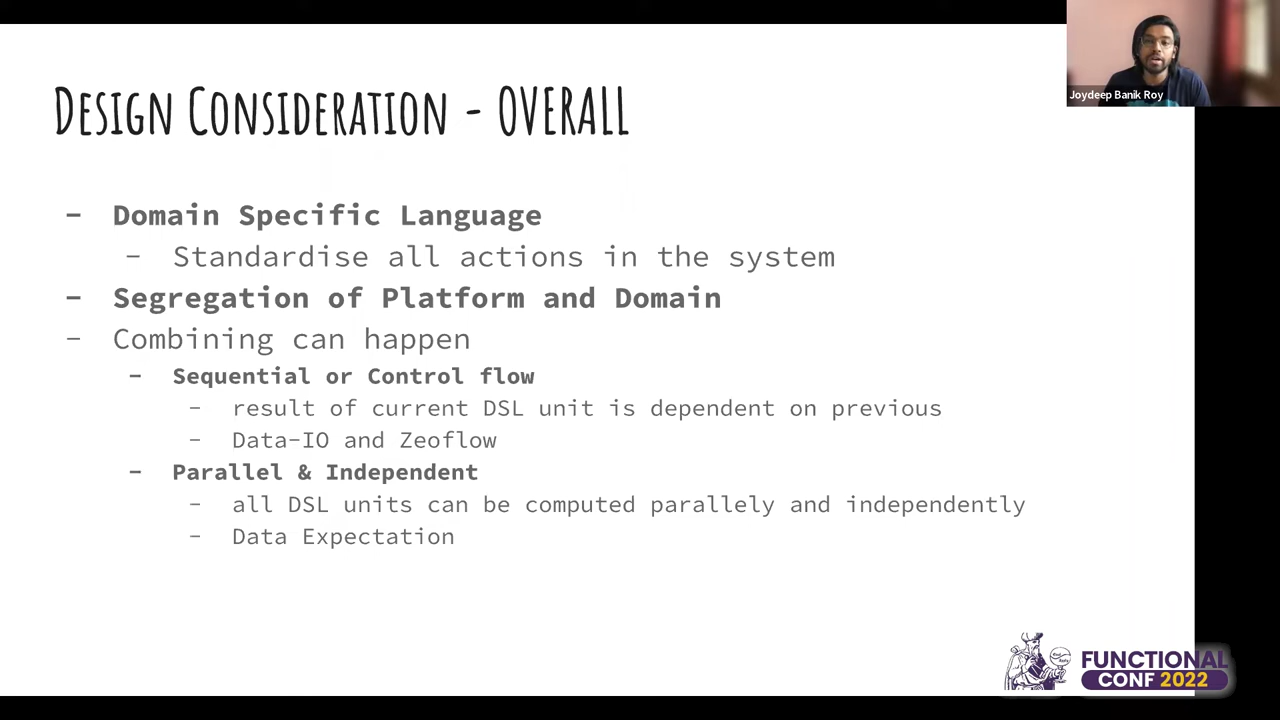 Joydeep Banik Roy
Design Consideration - OVERALL
- Domain Specific Language
- Standardise all actions in the system
- Segregation of Platform and Domain
- Combining can happen
- Sequential or Control flow
- result of current DSL unit is dependent on previous
- Data-IO and Zeoflow
- Parallel & Independent
- all DSL units can be computed parallely and independently
- Data Expectation
FUNCTIONAL
CONF 2022